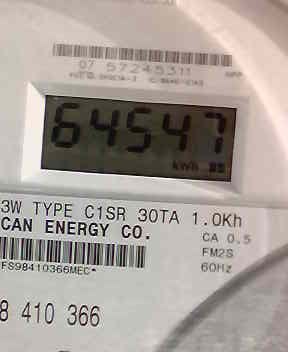 07 57245311
64547
kWh
3W TYPE C1SR 30TA 1.0Kh
CAN ENERGY CO.
CA 0.5
FM2S
60Hz
FS98410366MEC*
8 410 366